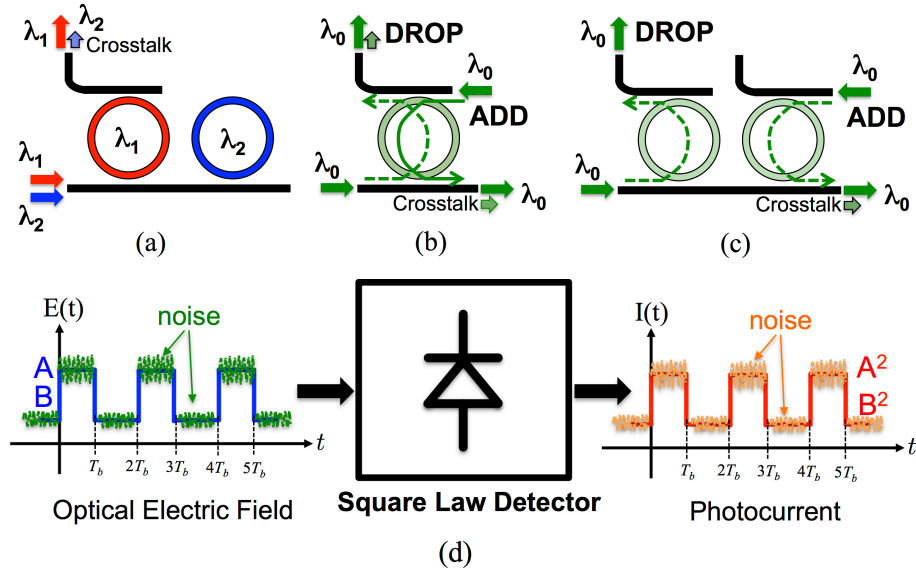 λ1
λ2
Crosstalk
λ1
λ2
λ1
λ2
(a)
λ0
DROP
λ0
ADD
λ0
Crosstalk
λ0
(b)
λ0
DROP
λ0
ADD
λ0
Crosstalk
λ0
(c)
E(t)
noise
A
B
t
Tb 2Tb 3Tb 4Tb 5Tb
Optical Electric Field
Square Law Detector
I(t)
noise
A²
B²
t
Tb 2Tb 3Tb 4Tb 5Tb
Photocurrent
(d)